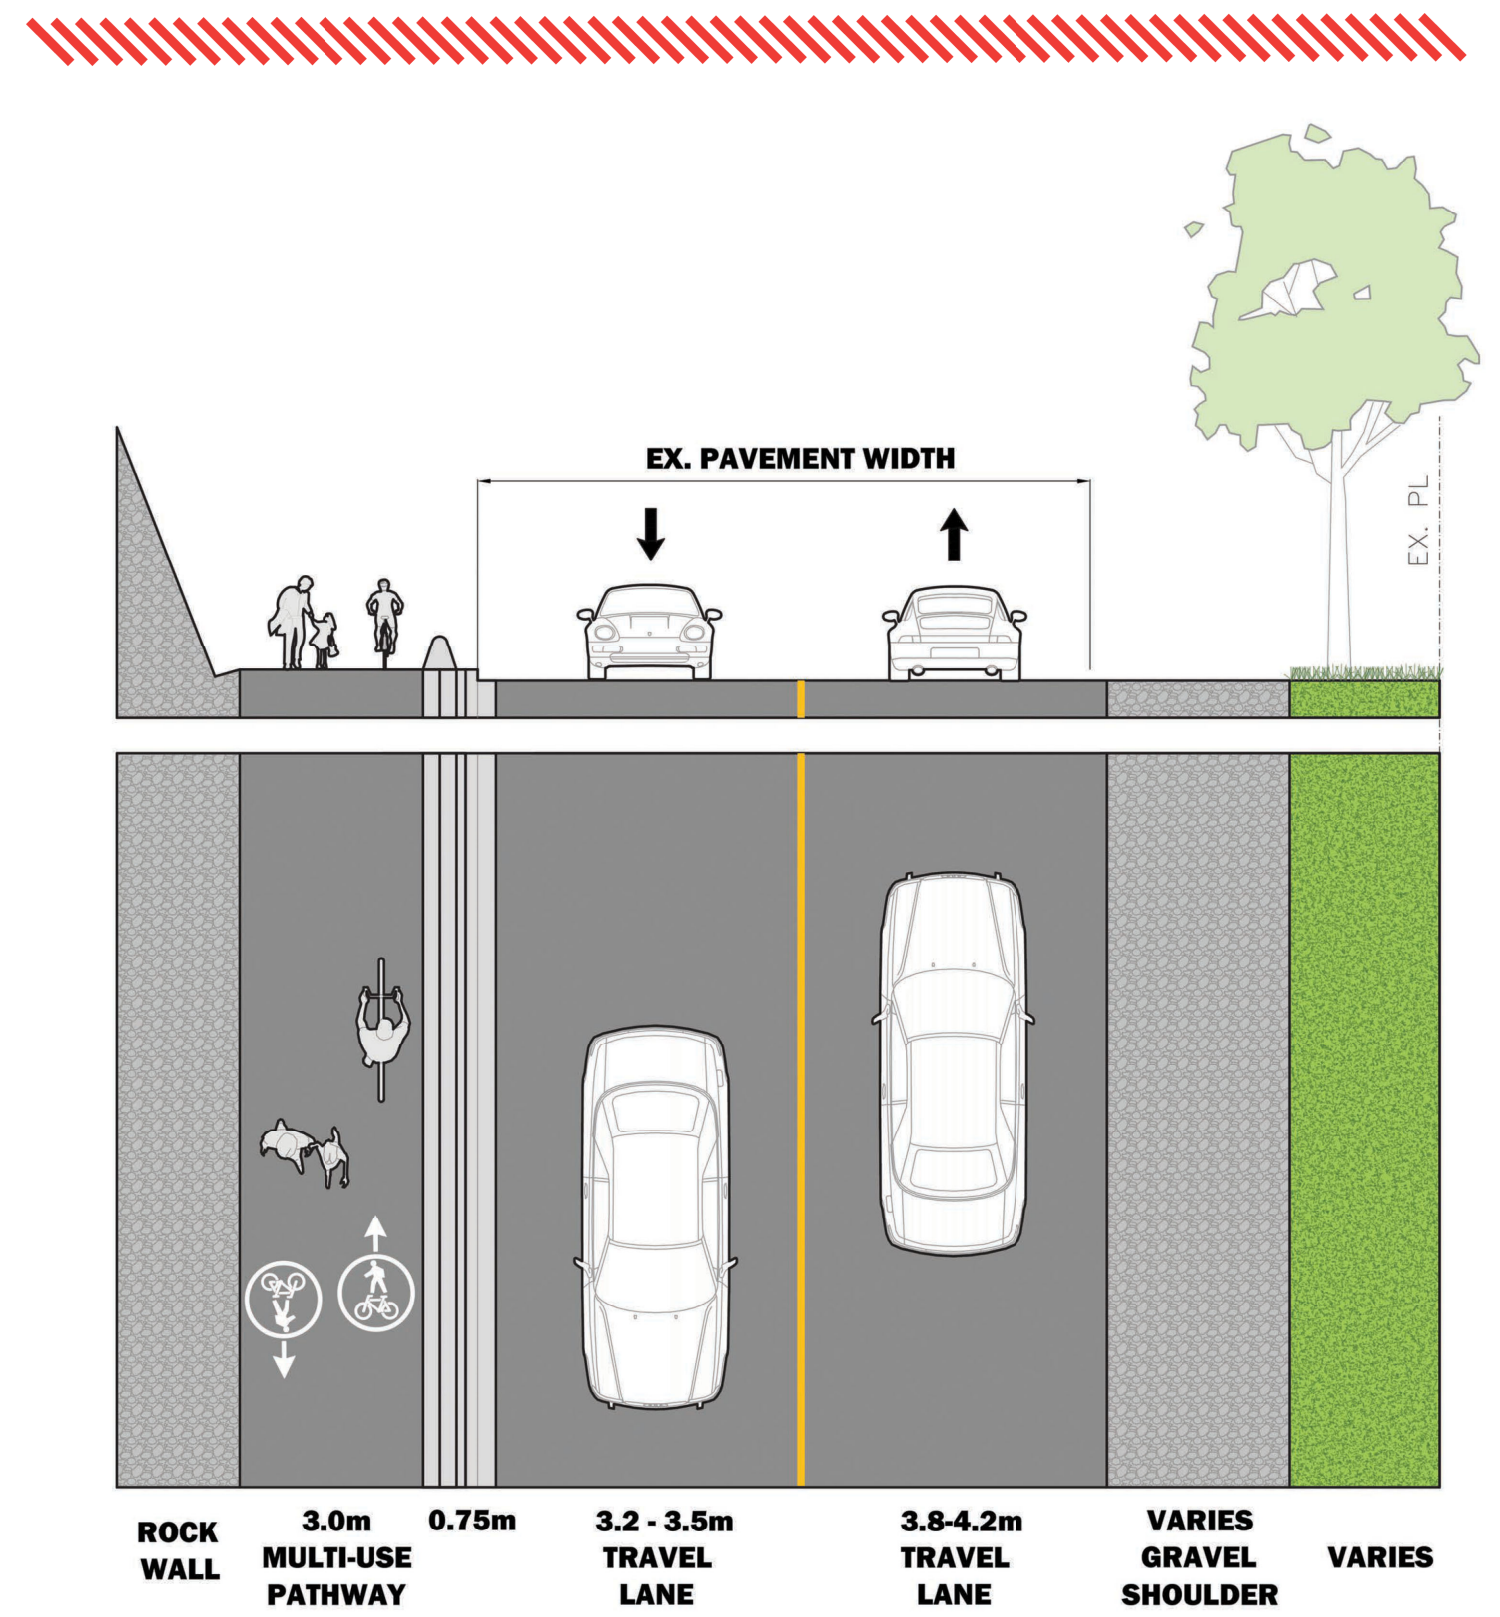 EX. PAVEMENT WIDTH
EX. PL
ROCK
WALL
3.0m
MULTI-USE
PATHWAY
0.75m
3.2 - 3.5m
TRAVEL
LANE
3.8-4.2m
TRAVEL
LANE
VARIES
GRAVEL
SHOULDER
VARIES